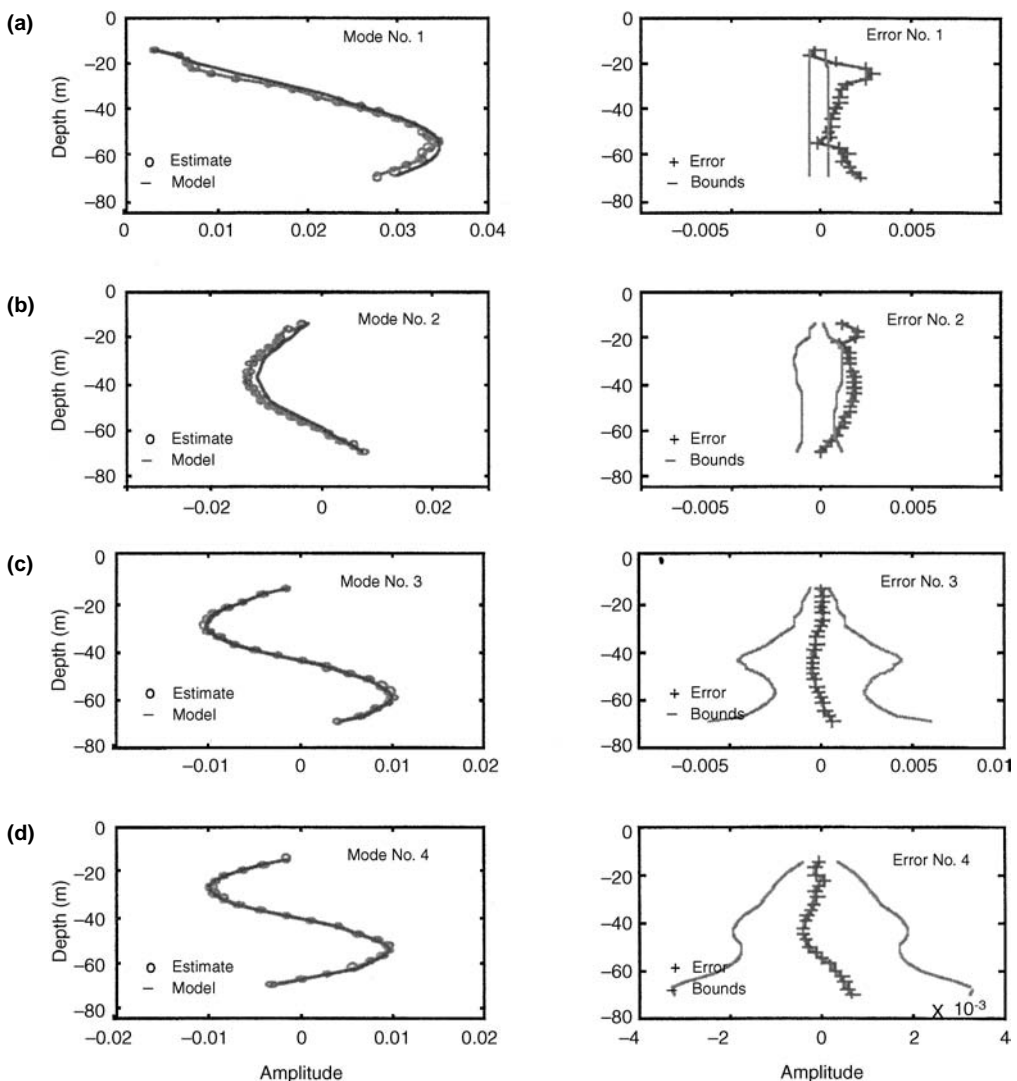 (a)
0
−20
−40
−60
−80
Depth (m)
Mode No. 1
Estimate
Model
0
0.01
0.02
0.03
0.04
0
−20
−40
−60
−80
Error No. 1
Error
Bounds
−0.005
0
0.005
(b)
0
−20
−40
−60
−80
Depth (m)
Mode No. 2
Estimate
Model
−0.02
0
0.02
0
−20
−40
−60
−80
Error No. 2
Error
Bounds
−0.005
0
0.005
(c)
0
−20
−40
−60
−80
Depth (m)
Mode No. 3
Estimate
Model
−0.01
0
0.01
0.02
0
−20
−40
−60
−80
Error No. 3
Error
Bounds
−0.005
0
0.005
0.01
(d)
0
−20
−40
−60
−80
Depth (m)
Mode No. 4
Estimate
Model
−0.02
−0.01
0
0.01
0.02
Amplitude
0
−20
−40
−60
−80
Error No. 4
Error
Bounds
X 10-3
−4
−2
0
2
4
Amplitude